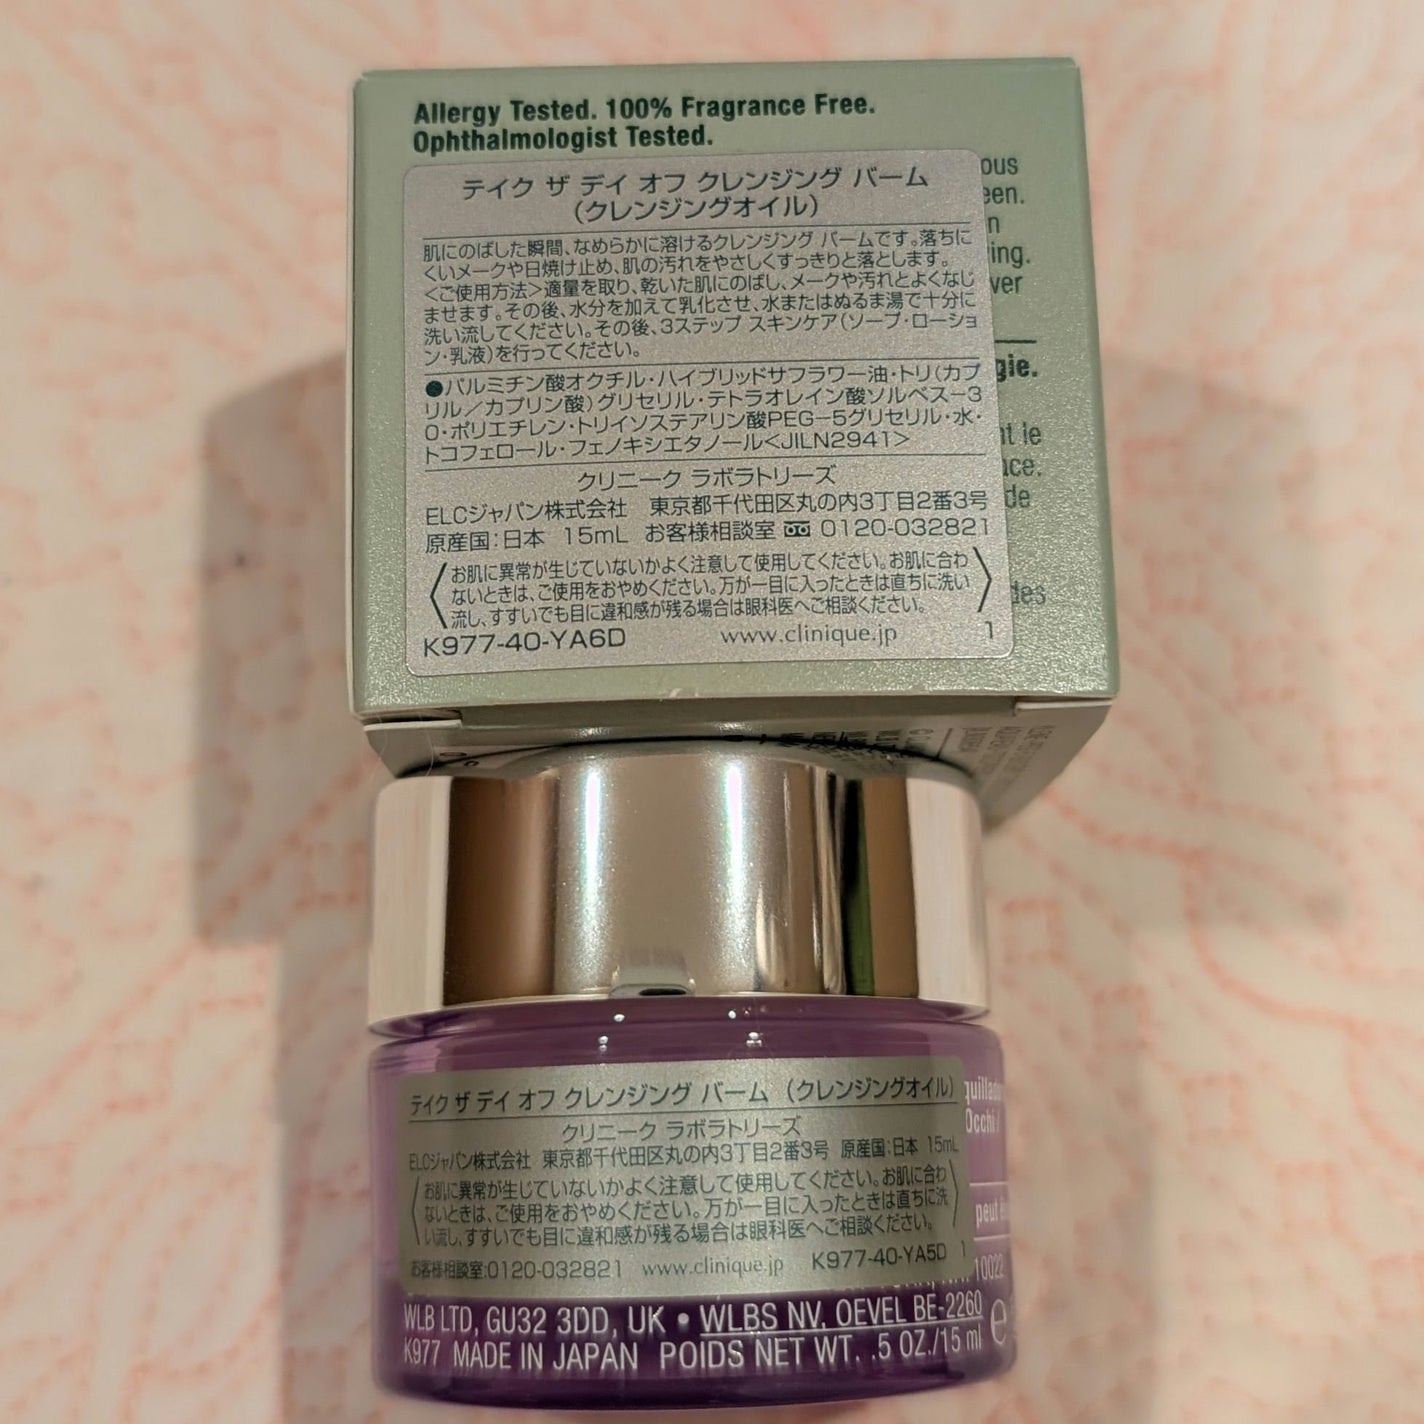 Allergy Tested. 100% Fragrance Free.
Ophthalmologist Tested.
テイク ザ デイ オフ クレンジング バーム
(クレンジングオイル)
肌にのばした瞬間、なめらかに溶けるクレンジング バームです。落ちに
くいメークや日焼け止め、肌の汚れをやさしくすっきりと落とします。
<ご使用方法>適量を取り、乾いた肌にのばし、メークや汚れとよくなじ
ませます。その後、水分を加えて乳化させ、水またはぬるま湯で十分に
洗い流してください。その後、3ステップ スキンケア(ソープ・ローショ
ン・乳液)を行ってください。
●パルミチン酸オクチル・ハイブリッドサフラワー油・トリ(カプ
リル/カプリン酸)グリセリル・テトラオレイン酸ソルベスー3
0・ポリエチレン・トリイソステアリン酸PEG−5グリセリル・水・
トコフェロール・フェノキシエタノール<JILN2941>
クリニーク ラボラトリーズ
ELCジャパン株式会社 東京都千代田区丸の内3丁目2番3号
原産国:日本 15mL お客様相談室 0120-032821
お肌に異常が生じていないかよく注意して使用してください。お肌に合わ
ないときは、ご使用をおやめください。万が一目に入ったときは直ちに洗い
流し、すすいでも目に違和感が残る場合は眼科医へご相談ください。
K977-40-YA6D www.clinique.jp 1
ous
een.
n
ing.
ver
gie.
nt le
ace.
de
des
テイク ザ デイ オフ クレンジング バーム (クレンジングオイル)
クリニーク ラボラトリーズ
ELCジャパン株式会社 東京都千代田区丸の内3丁目2番3号 原産国:日本 15mL
お肌に異常が生じていないかよく注意して使用してください。お肌に合わ
ないときは、ご使用をおやめください。万が一目に入ったときは直ちに洗
い流し、すすいでも目に違和感が残る場合は眼科医へご相談ください。
お客様相談室:0120-032821 www.clinique.jp K977-40-YA5D 1
quillado
Occhi /
peut
10022
WLB LTD, GU32 3DD, UK • WLBS NV, OEVEL BE-2260
K977 MADE IN JAPAN POIDS NET WT. .5 OZ./15 ml e